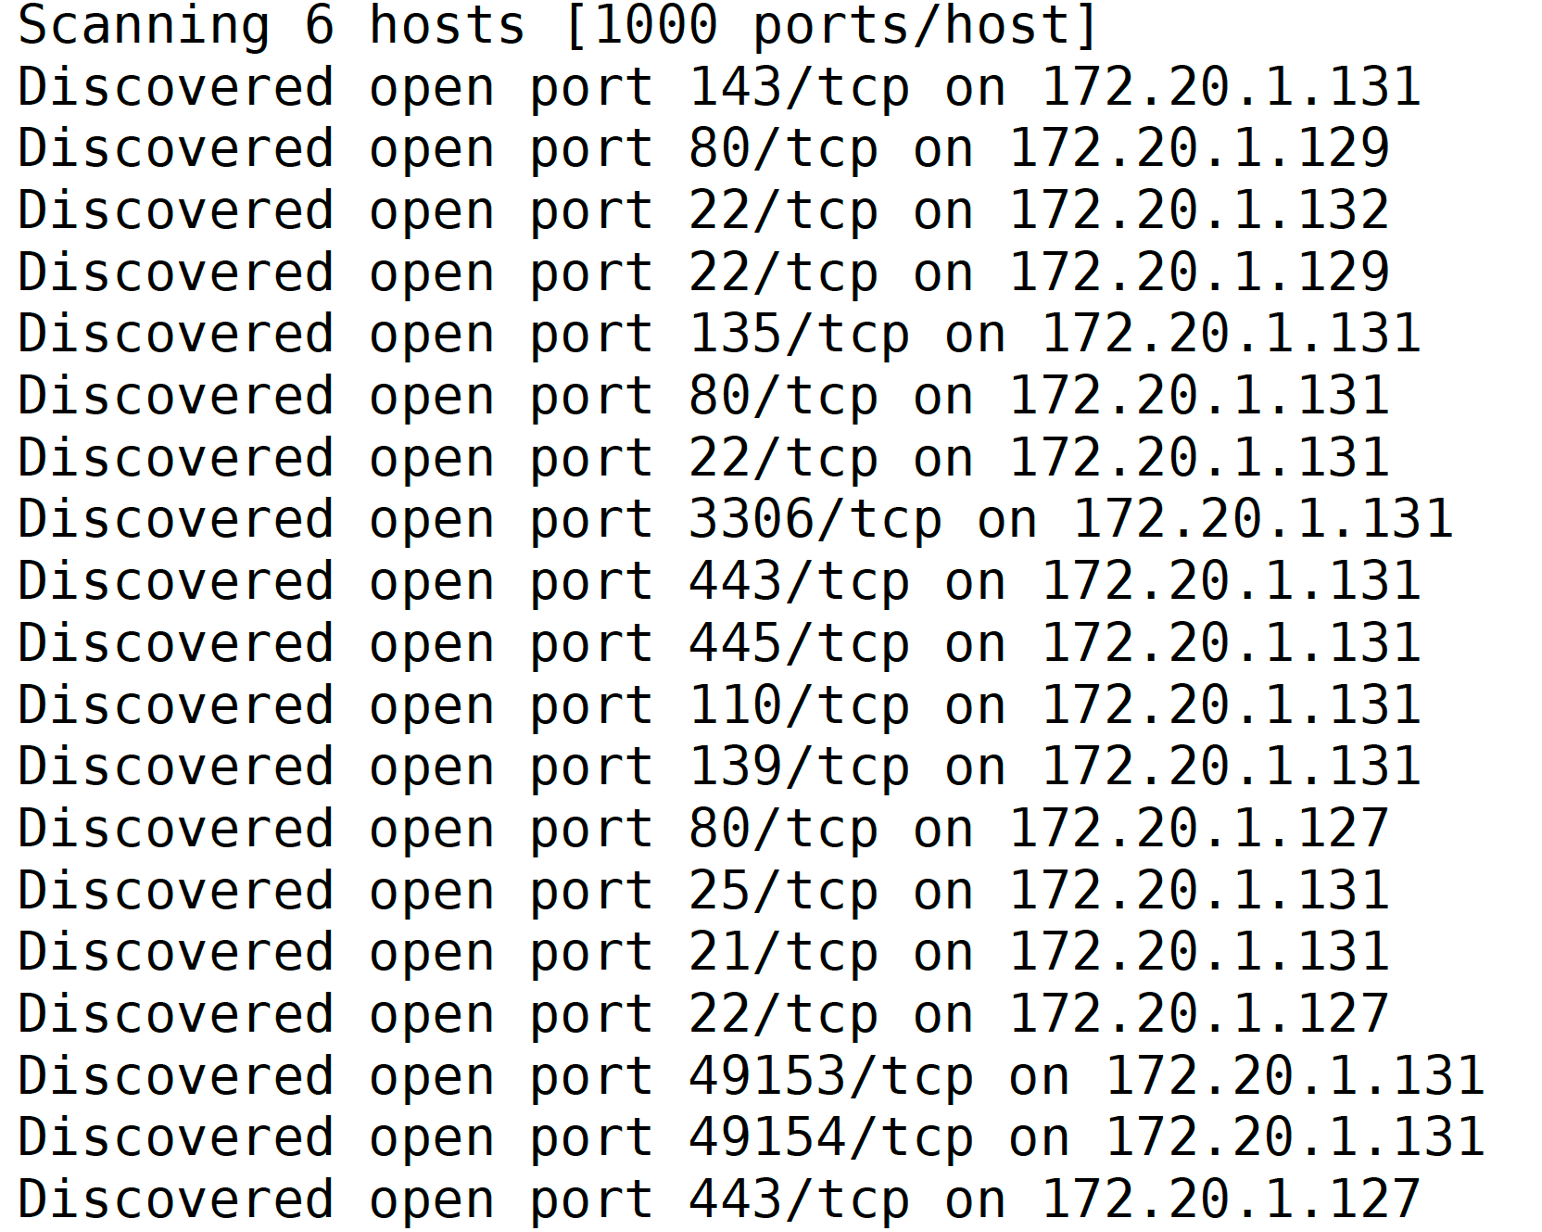 Scanning 6 hosts [1000 ports/host]
Discovered open port 143/tcp on 172.20.1.131
Discovered open port 80/tcp on 172.20.1.129
Discovered open port 22/tcp on 172.20.1.132
Discovered open port 22/tcp on 172.20.1.129
Discovered open port 135/tcp on 172.20.1.131
Discovered open port 80/tcp on 172.20.1.131
Discovered open port 22/tcp on 172.20.1.131
Discovered open port 3306/tcp on 172.20.1.131
Discovered open port 443/tcp on 172.20.1.131
Discovered open port 445/tcp on 172.20.1.131
Discovered open port 110/tcp on 172.20.1.131
Discovered open port 139/tcp on 172.20.1.131
Discovered open port 80/tcp on 172.20.1.127
Discovered open port 25/tcp on 172.20.1.131
Discovered open port 21/tcp on 172.20.1.131
Discovered open port 22/tcp on 172.20.1.127
Discovered open port 49153/tcp on 172.20.1.131
Discovered open port 49154/tcp on 172.20.1.131
Discovered open port 443/tcp on 172.20.1.127